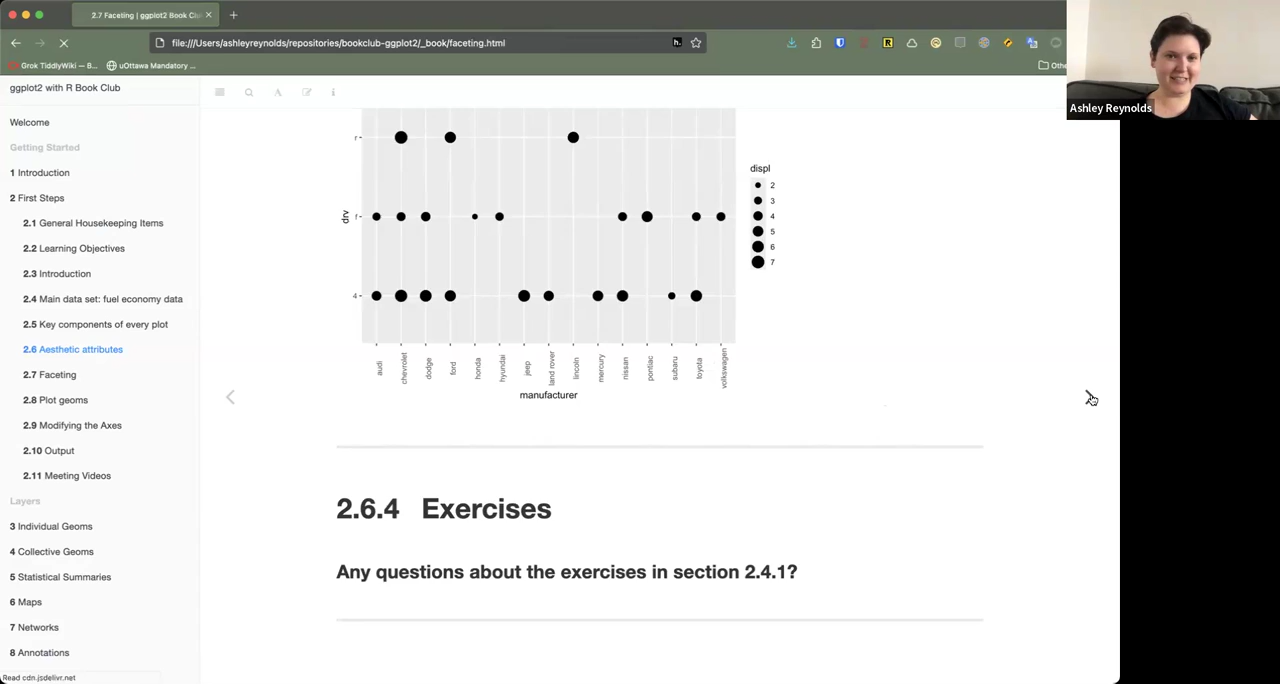 2.7 Faceting | ggplot2 Book Clu
file:///Users/ashleyreynolds/repositories/bookclub-ggplot2/_book/faceting.html
Grok TiddlyWiki — B...
uOttawa Mandatory ...
Othe
Ashley Reynolds
ggplot2 with R Book Club
Welcome
Getting Started
1 Introduction
2 First Steps
2.1 General Housekeeping Items
2.2 Learning Objectives
2.3 Introduction
2.4 Main data set: fuel economy data
2.5 Key components of every plot
2.6 Aesthetic attributes
2.7 Faceting
2.8 Plot geoms
2.9 Modifying the Axes
2.10 Output
2.11 Meeting Videos
Layers
3 Individual Geoms
4 Collective Geoms
5 Statistical Summaries
6 Maps
7 Networks
8 Annotations
Read cdn.jsdelivr.net
r
f
4
drv
audi
chevrolet
dodge
ford
honda
hyundai
jeep
land rover
lincoln
mercury
nissan
pontiac
subaru
toyota
volkswagen
manufacturer
displ
2
3
4
5
6
7
2.6.4 Exercises
Any questions about the exercises in section 2.4.1?